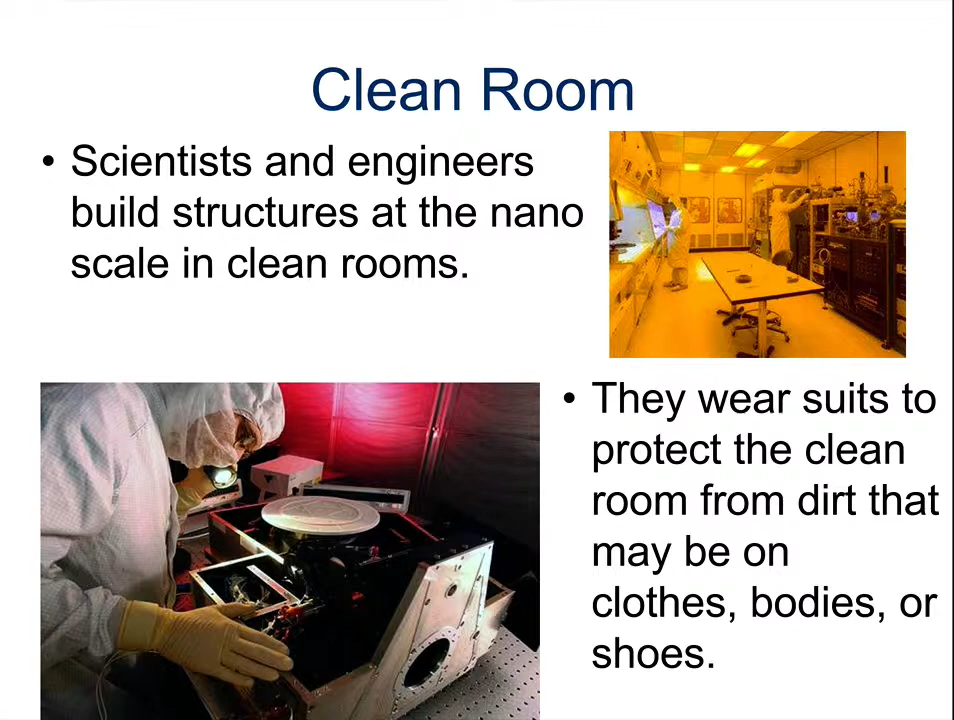 Clean Room
• Scientists and engineers
build structures at the nano
scale in clean rooms.
• They wear suits to
protect the clean
room from dirt that
may be on
clothes, bodies, or
shoes.